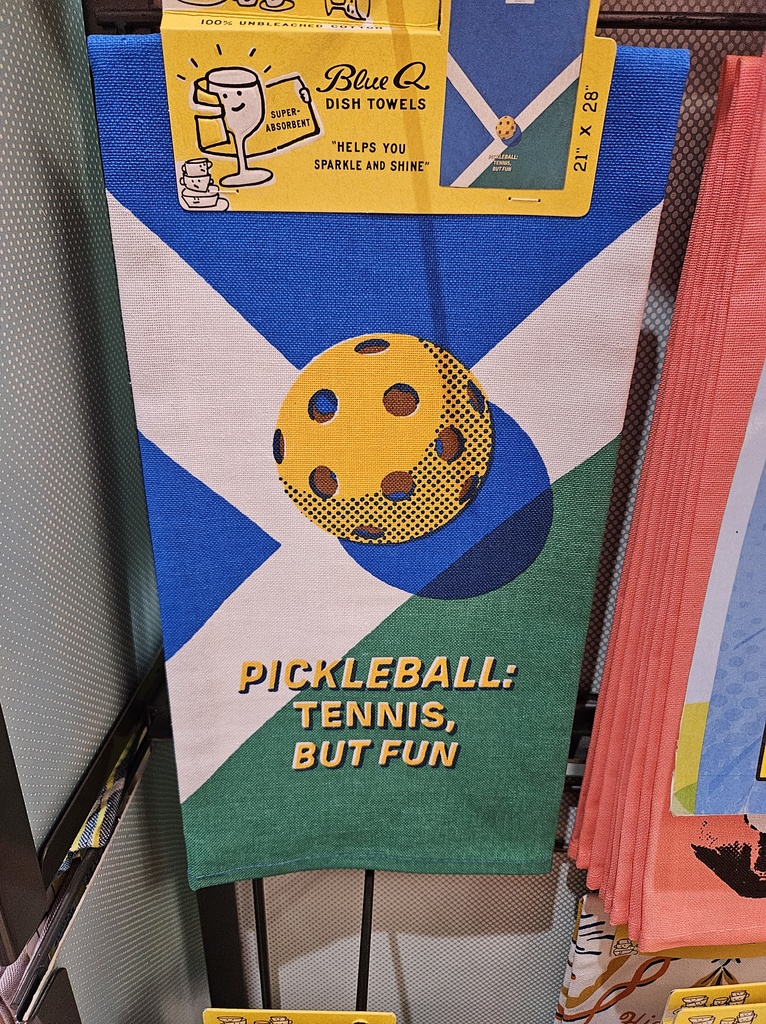 100% UNBLEACHED COTTON
Blue Q
DISH TOWELS
SUPER-
ABSORBENT
"HELPS YOU
SPARKLE AND SHINE"
21" X 28"
PICKLEBALL:
TENNIS,
BUT FUN
PICKLEBALL:
TENNIS,
BUT FUN